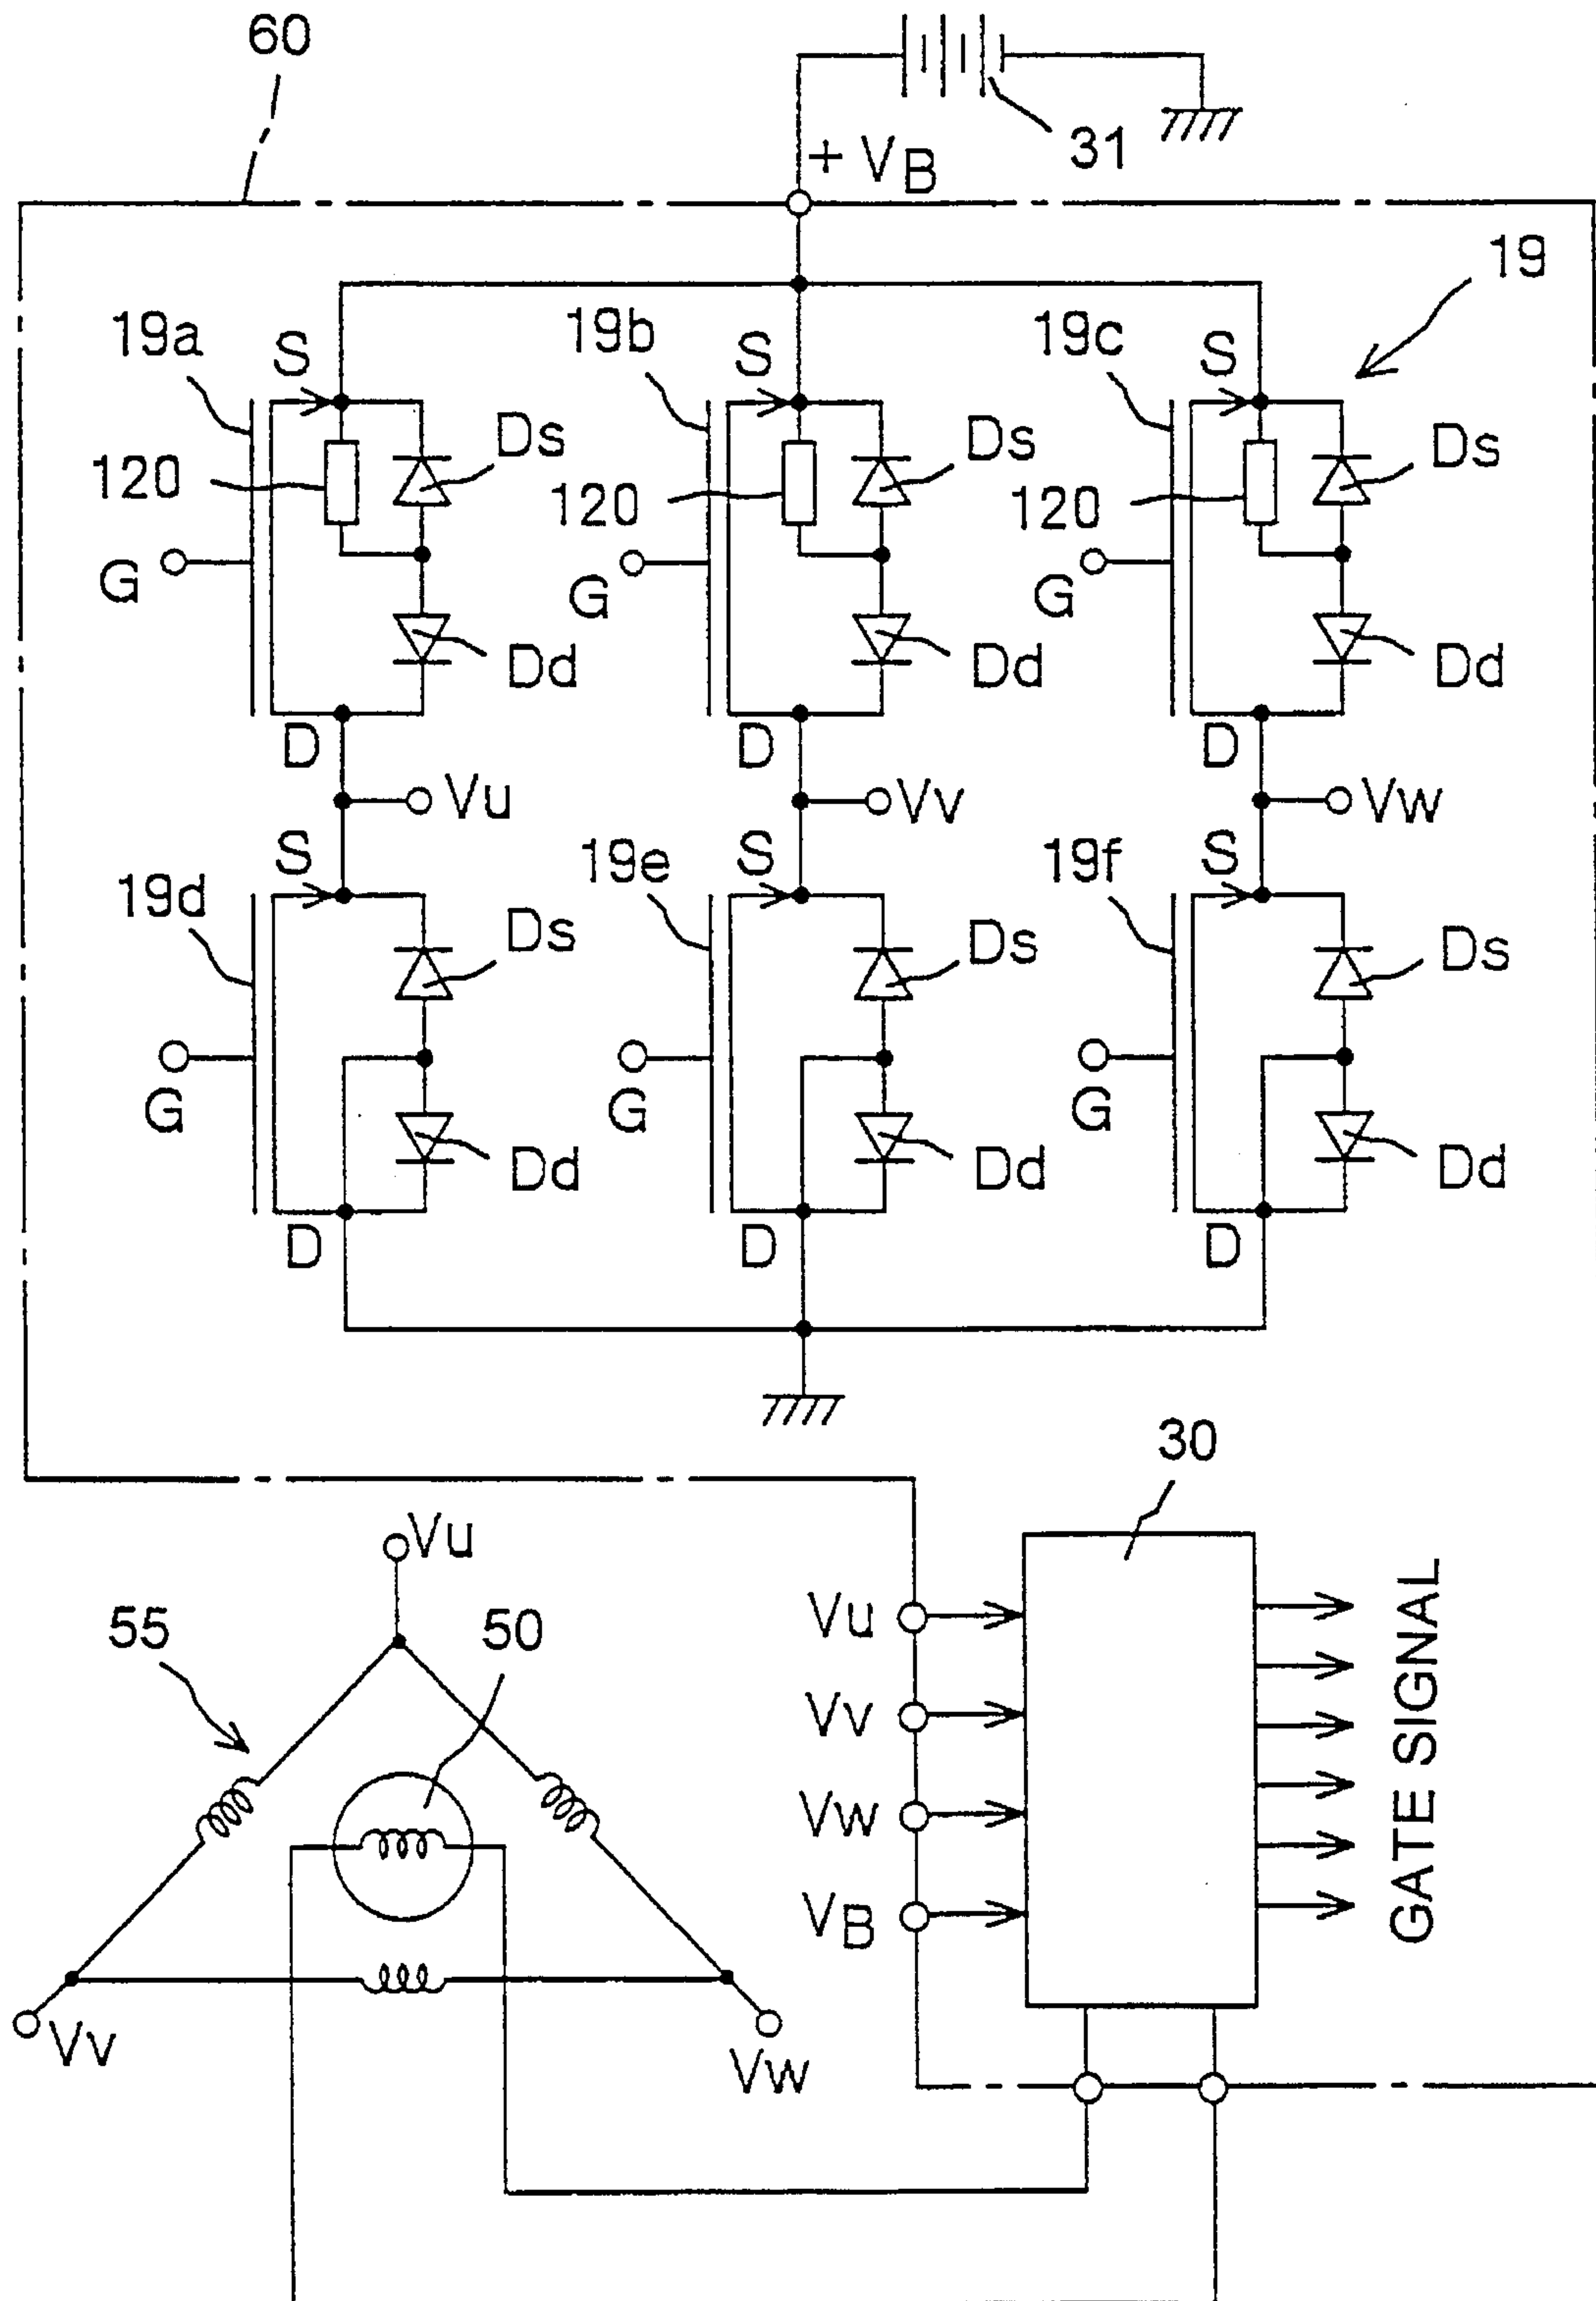 60
31
+ VB
19
19a
S
19b
S
19c
S
Ds
Ds
Ds
120
120
120
G
G
G
Dd
Dd
Dd
D
D
D
Vu
Vv
Vw
S
S
S
19d
19e
19f
Ds
Ds
Ds
G
G
G
Dd
Dd
Dd
D
D
D
30
Vu
55
50
Vv
Vw
Vu
Vv
Vw
VB
GATE SIGNAL